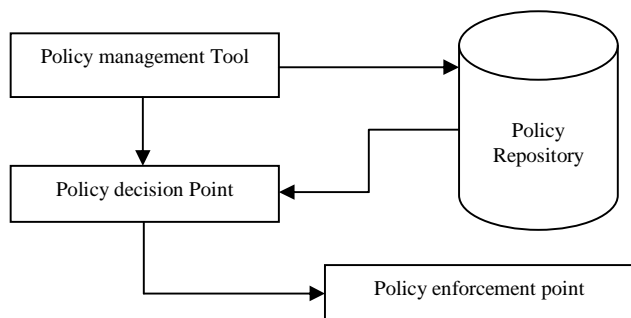 Policy management Tool
Policy
Repository
Policy decision Point
Policy enforcement point